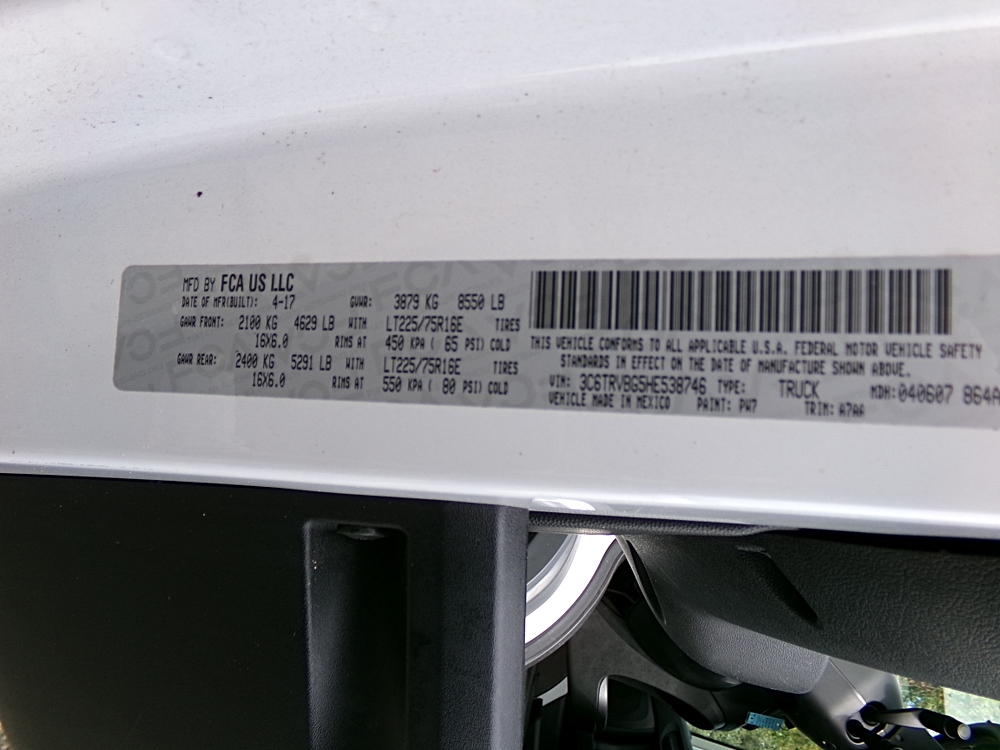 MFD BY FCA US LLC
DATE OF MFR(BUILT): 4-17 GVWR: 3879 KG 8550 LB
GAWR FRONT: 2100 KG 4629 LB WITH LT225/75R16E TIRES
16X6.0 RIMS AT 450 KPA ( 65 PSI) COLD
GAWR REAR: 2400 KG 5291 LB WITH LT225/75R16E TIRES
16X6.0 RIMS AT 550 KPA ( 80 PSI) COLD
THIS VEHICLE CONFORMS TO ALL APPLICABLE U.S.A. FEDERAL MOTOR VEHICLE SAFETY
STANDARDS IN EFFECT ON THE DATE OF MANUFACTURE SHOWN ABOVE.
VIN: 3C6TRVBG5HE538746 TYPE: TRUCK MDH: 040607 864A
VEHICLE MADE IN MEXICO PAINT: PW7 TRIM: A7AA